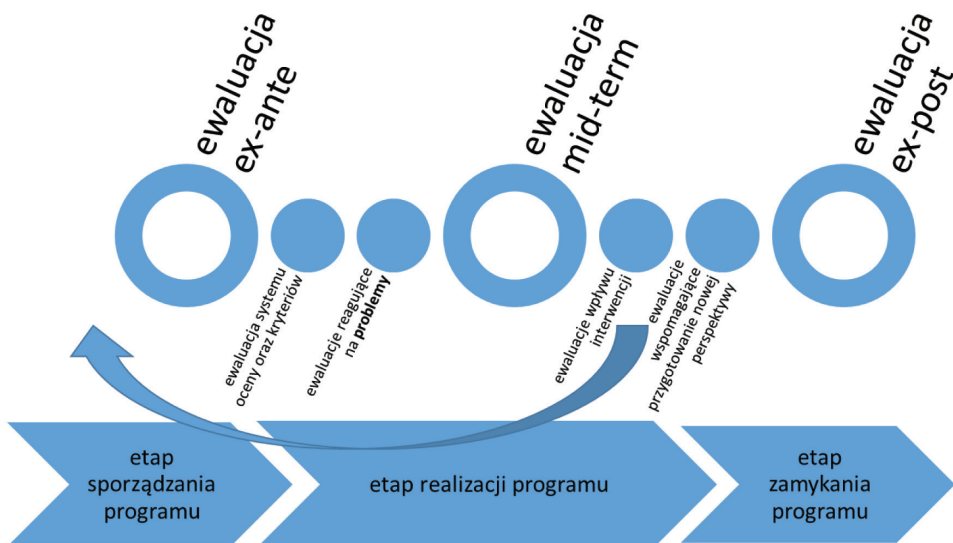 ewaluacja
ex-ante
ewaluacja
mid-term
ewaluacja
ex-post
ewaluacja systemu
oceny oraz kryteriów
ewaluacje reagujące
na problemy
ewaluacje wpływu
interwencji
ewaluacje
wspomagające
przygotowanie nowej
perspektywy
etap
sporządzania
programu
etap realizacji programu
etap
zamykania
programu